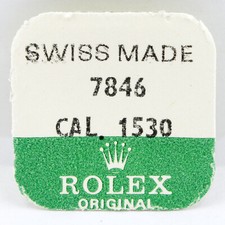 SWISS MADE
7846
CAL. 1530
ROLEX
ORIGINAL